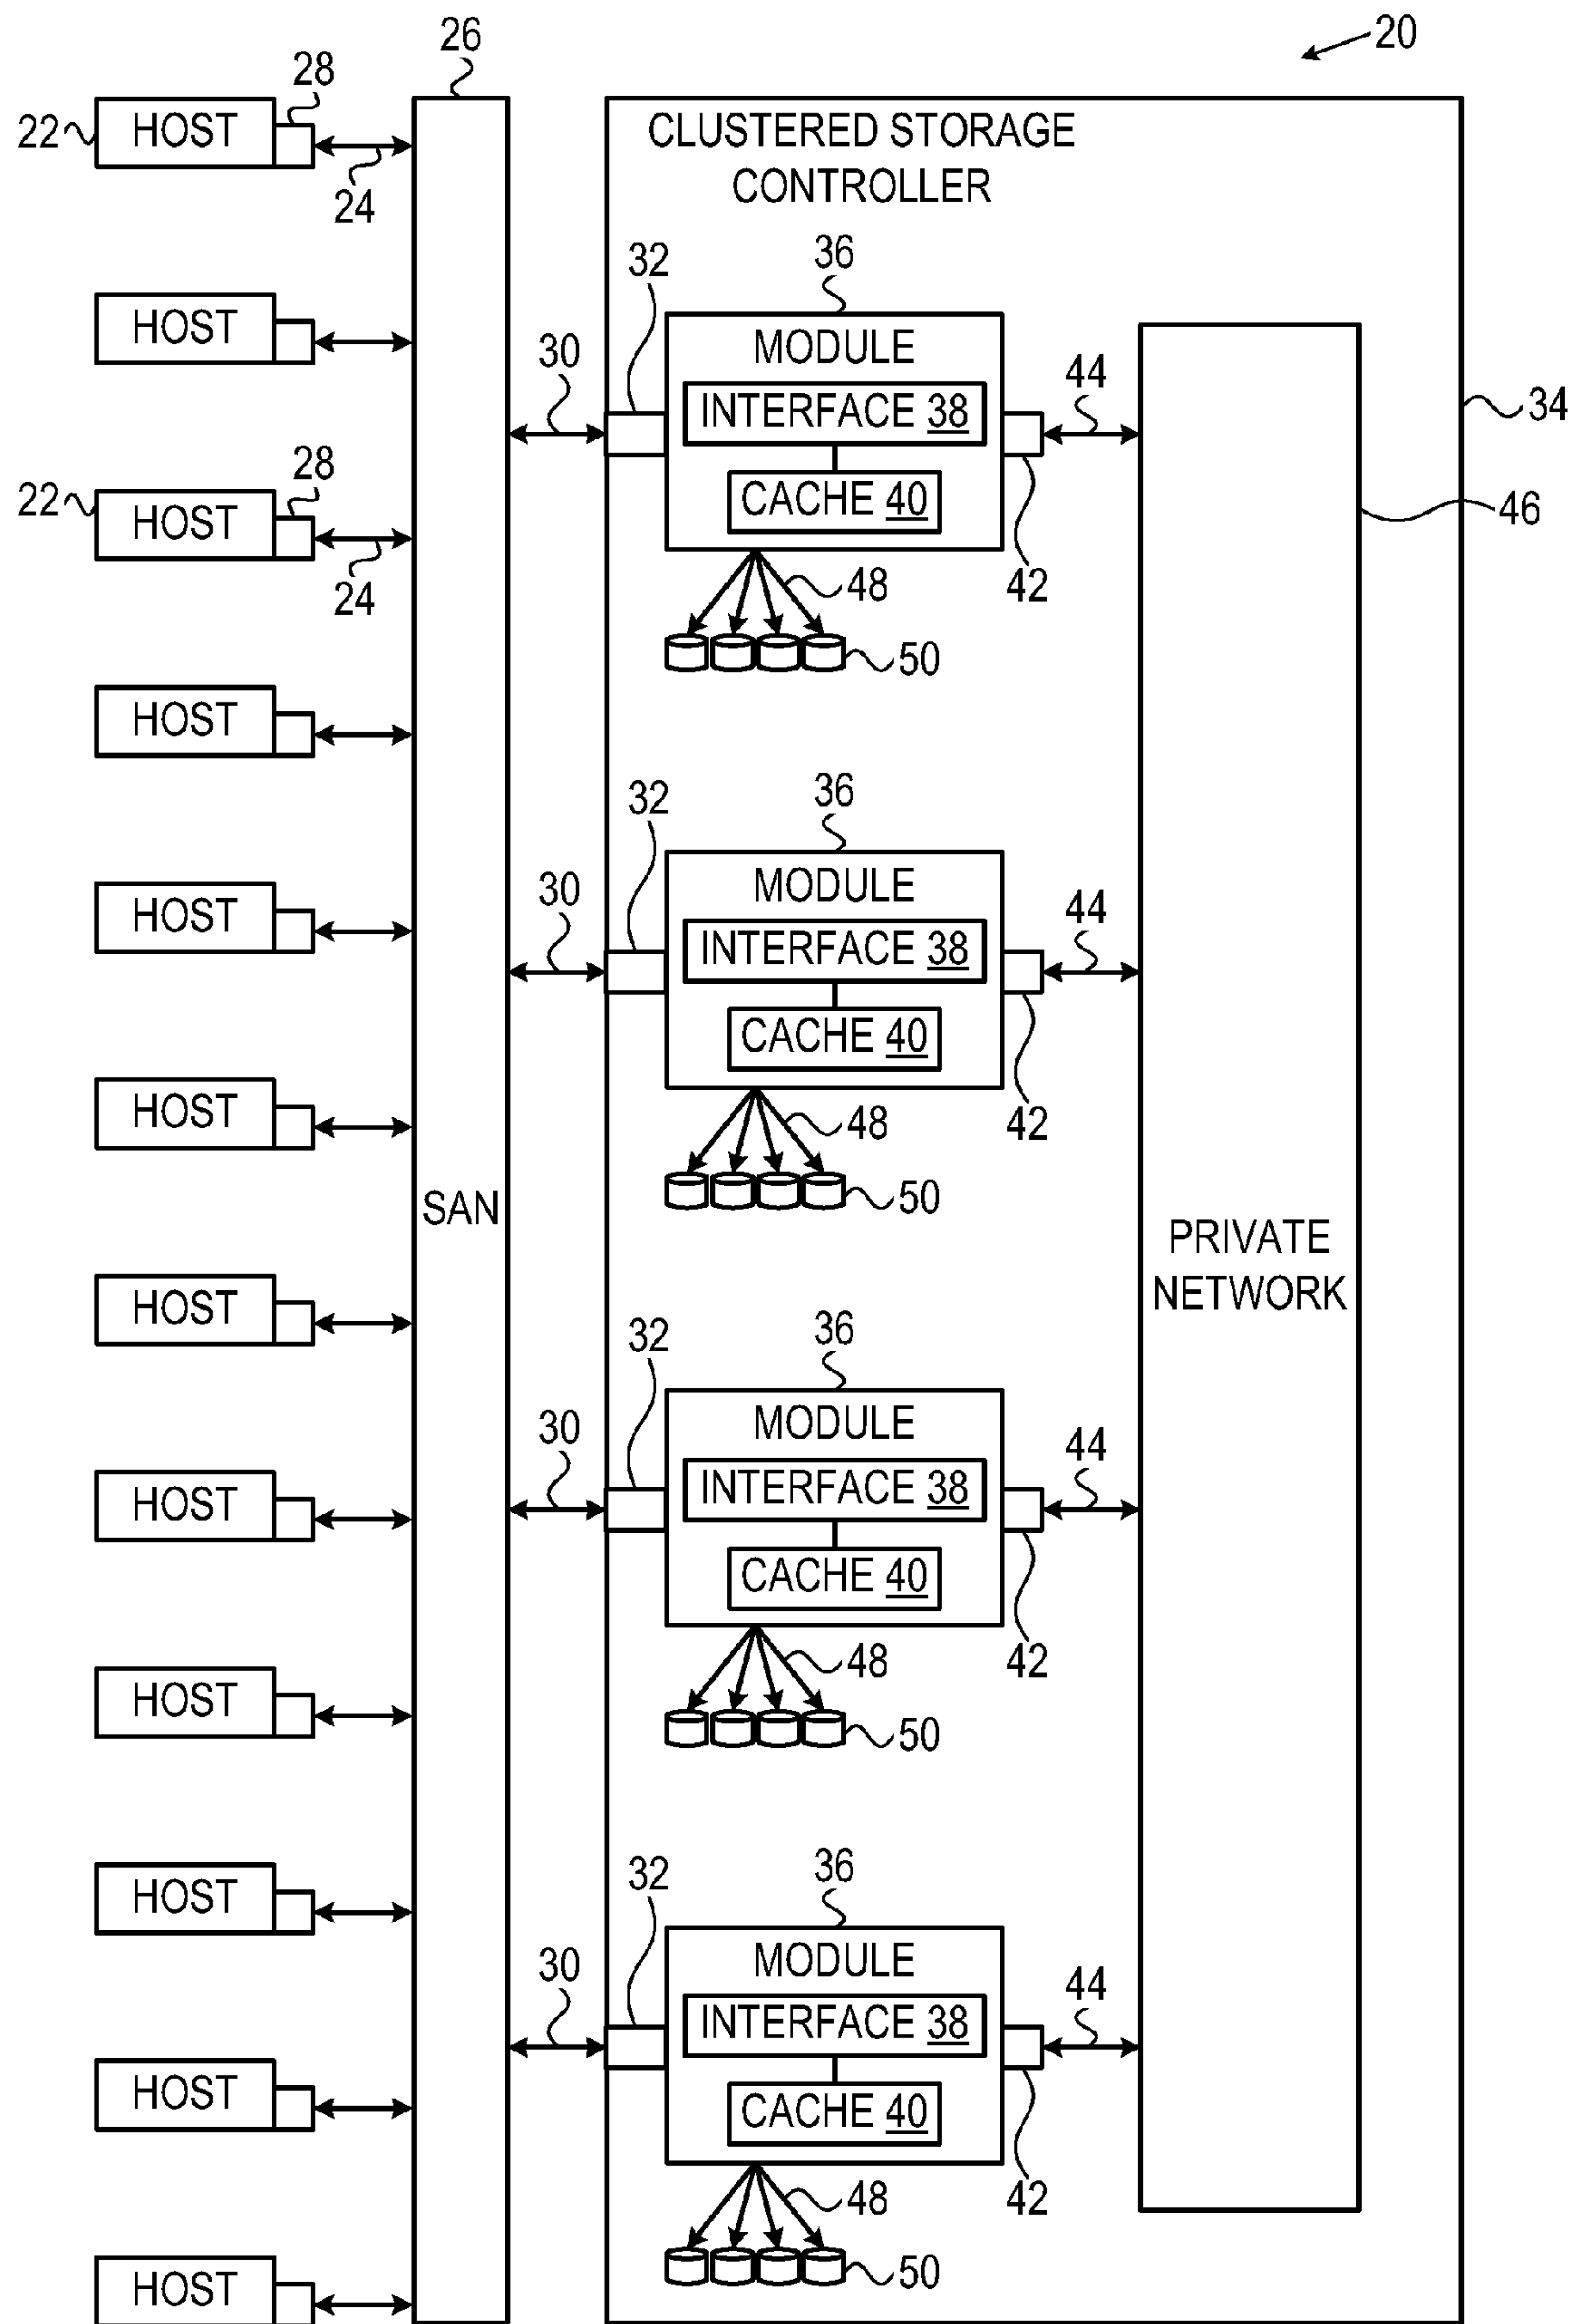 26
20
28
22
HOST
CLUSTERED STORAGE
CONTROLLER
24
32
36
HOST
MODULE
30
44
INTERFACE 38
34
28
22
HOST
CACHE 40
46
24
48
42
50
HOST
32
36
HOST
MODULE
30
44
INTERFACE 38
CACHE 40
HOST
48
42
50
SAN
PRIVATE
NETWORK
HOST
32
36
MODULE
30
44
HOST
INTERFACE 38
CACHE 40
48
42
HOST
50
32
36
HOST
MODULE
30
44
INTERFACE 38
HOST
CACHE 40
48
42
50
HOST